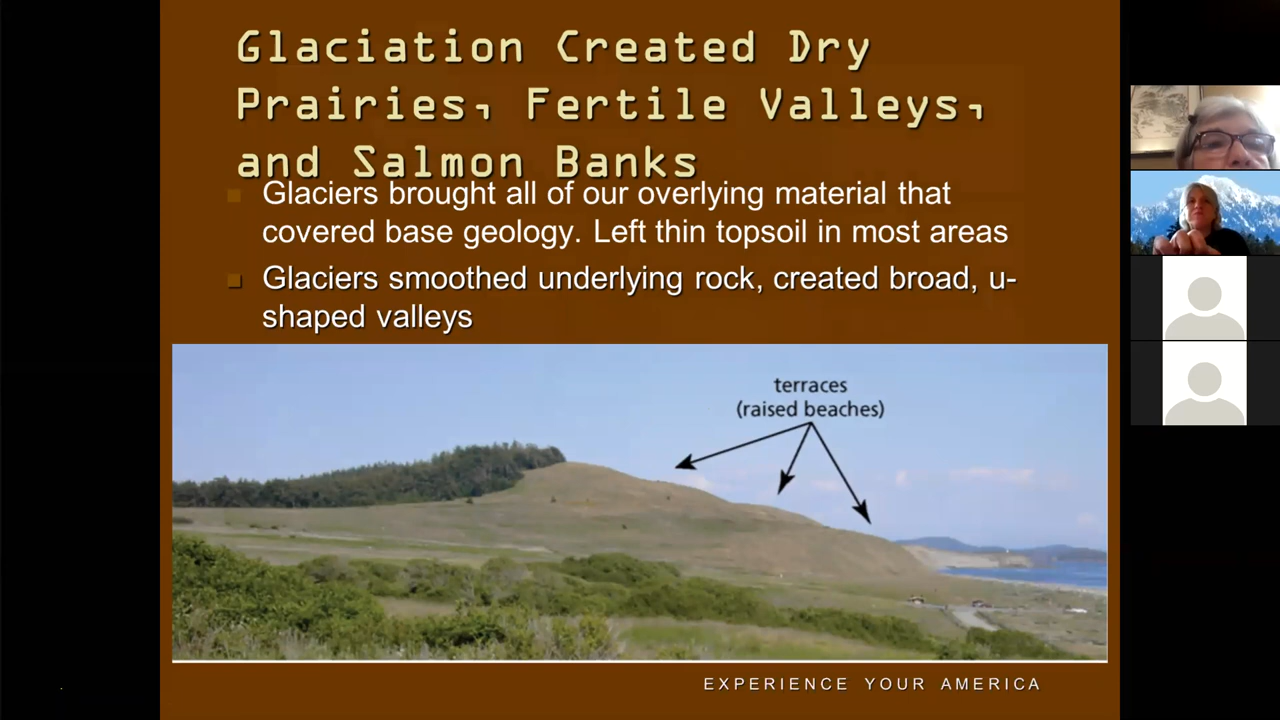 Glaciation Created Dry
Prairies, Fertile Valleys,
and Salmon Banks
Glaciers brought all of our overlying material that
covered base geology. Left thin topsoil in most areas
Glaciers smoothed underlying rock, created broad, u-
shaped valleys
terraces
(raised beaches)
EXPERIENCE YOUR AMERICA